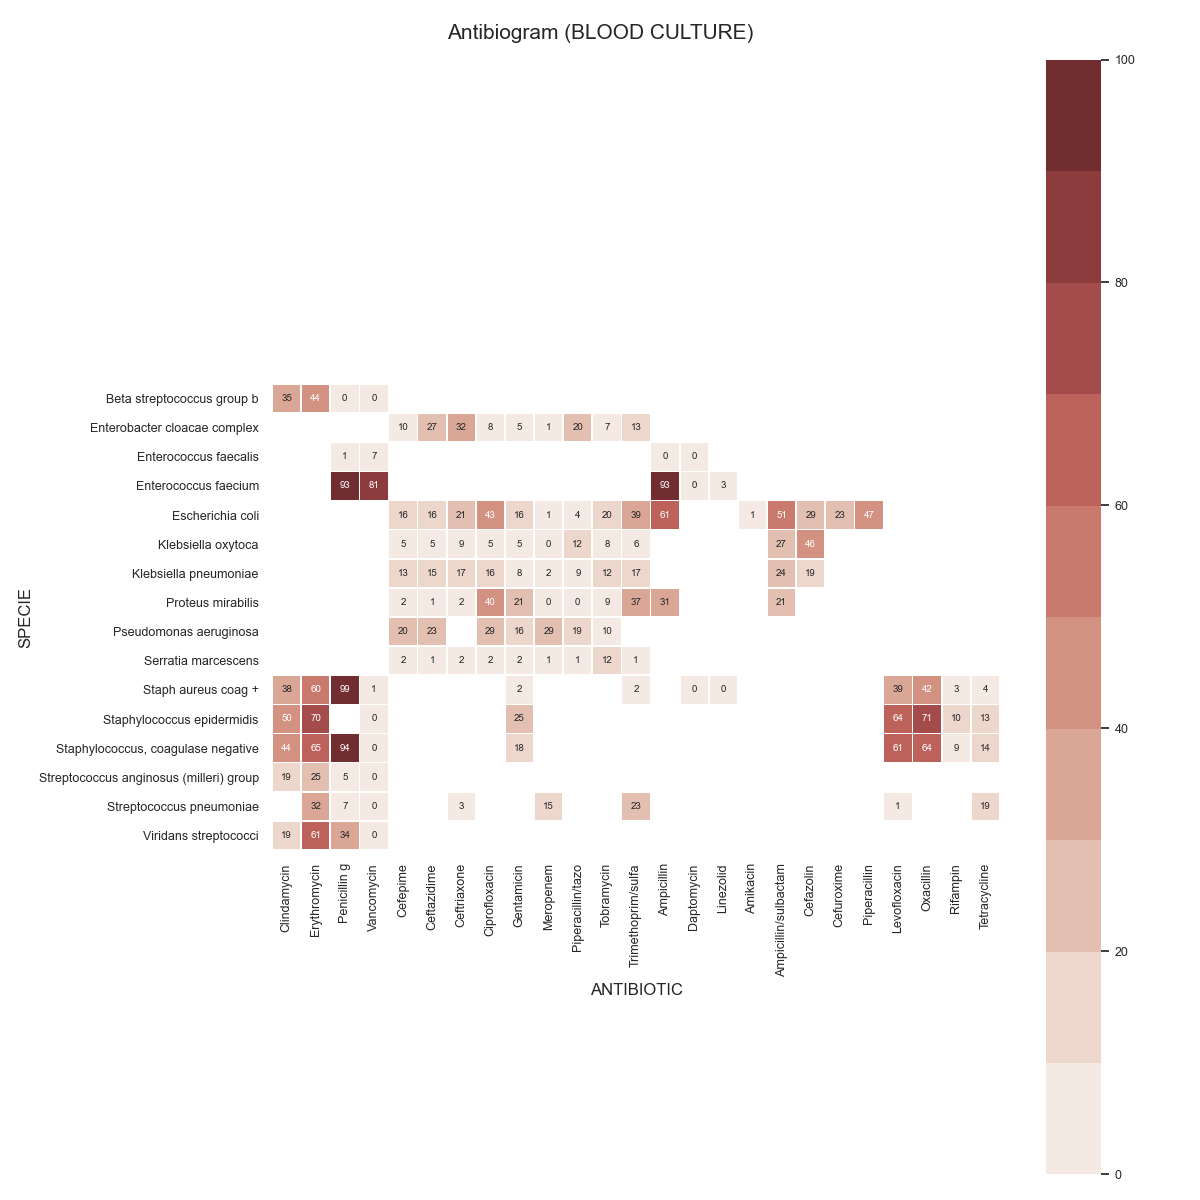 Antibiogram (BLOOD CULTURE)
100
80
60
40
20
0
SPECIE
Beta streptococcus group b 35 44 0 0
Enterobacter cloacae complex 10 27 32 8 5 1 20 7 13
Enterococcus faecalis 1 7 0 0
Enterococcus faecium 93 81 93 0 3
Escherichia coli 16 16 21 43 16 1 4 20 39 61 1 51 29 23 47
Klebsiella oxytoca 5 5 9 5 5 0 12 8 6 27 46
Klebsiella pneumoniae 13 15 17 16 8 2 9 12 17 24 19
Proteus mirabilis 2 1 2 40 21 0 0 9 37 31 21
Pseudomonas aeruginosa 20 23 29 16 29 19 10
Serratia marcescens 2 1 2 2 2 1 1 12 1
Staph aureus coag + 38 60 99 1 2 2 0 0 39 42 3 4
Staphylococcus epidermidis 50 70 0 25 64 71 10 13
Staphylococcus, coagulase negative 44 65 94 0 18 61 64 9 14
Streptococcus anginosus (milleri) group 19 25 5 0
Streptococcus pneumoniae 32 7 0 3 15 23 1 19
Viridans streptococci 19 61 34 0
Clindamycin
Erythromycin
Penicillin g
Vancomycin
Cefepime
Ceftazidime
Ceftriaxone
Ciprofloxacin
Gentamicin
Meropenem
Piperacillin/tazo
Tobramycin
Trimethoprim/sulfa
Ampicillin
Daptomycin
Linezolid
Amikacin
Ampicillin/sulbactam
Cefazolin
Cefuroxime
Piperacillin
Levofloxacin
Oxacillin
Rifampin
Tetracycline
ANTIBIOTIC